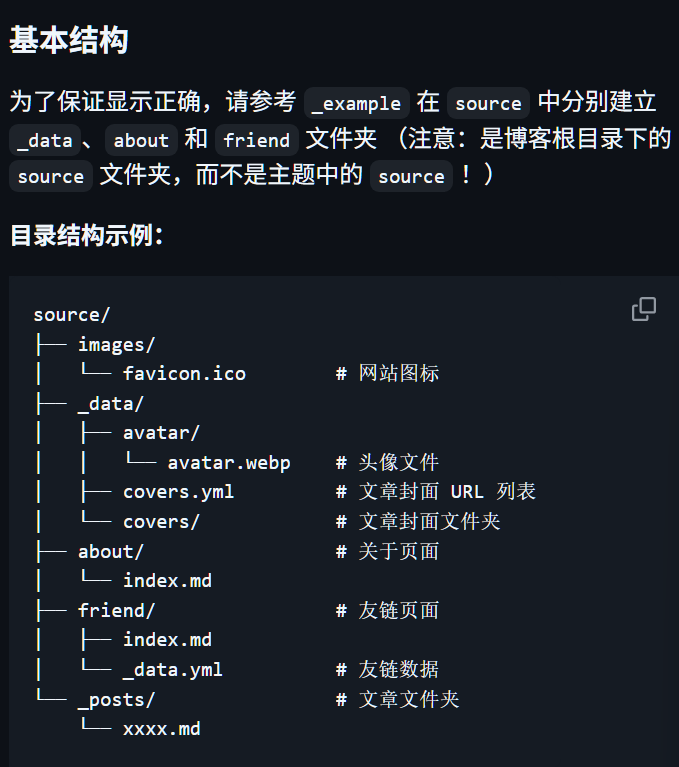 基本结构
为了保证显示正确，请参考 _example 在 source 中分别建立
_data 、 about 和 friend 文件夹 （注意：是博客根目录下的
source 文件夹，而不是主题中的 source ！）
目录结构示例：
source/
├── images/
│   └── favicon.ico        # 网站图标
├── _data/
│   ├── avatar/
│   │   └── avatar.webp    # 头像文件
│   ├── covers.yml         # 文章封面 URL 列表
│   └── covers/            # 文章封面文件夹
├── about/                 # 关于页面
│   └── index.md
├── friend/                # 友链页面
│   ├── index.md
│   └── _data.yml          # 友链数据
└── _posts/                # 文章文件夹
    └── xxxx.md